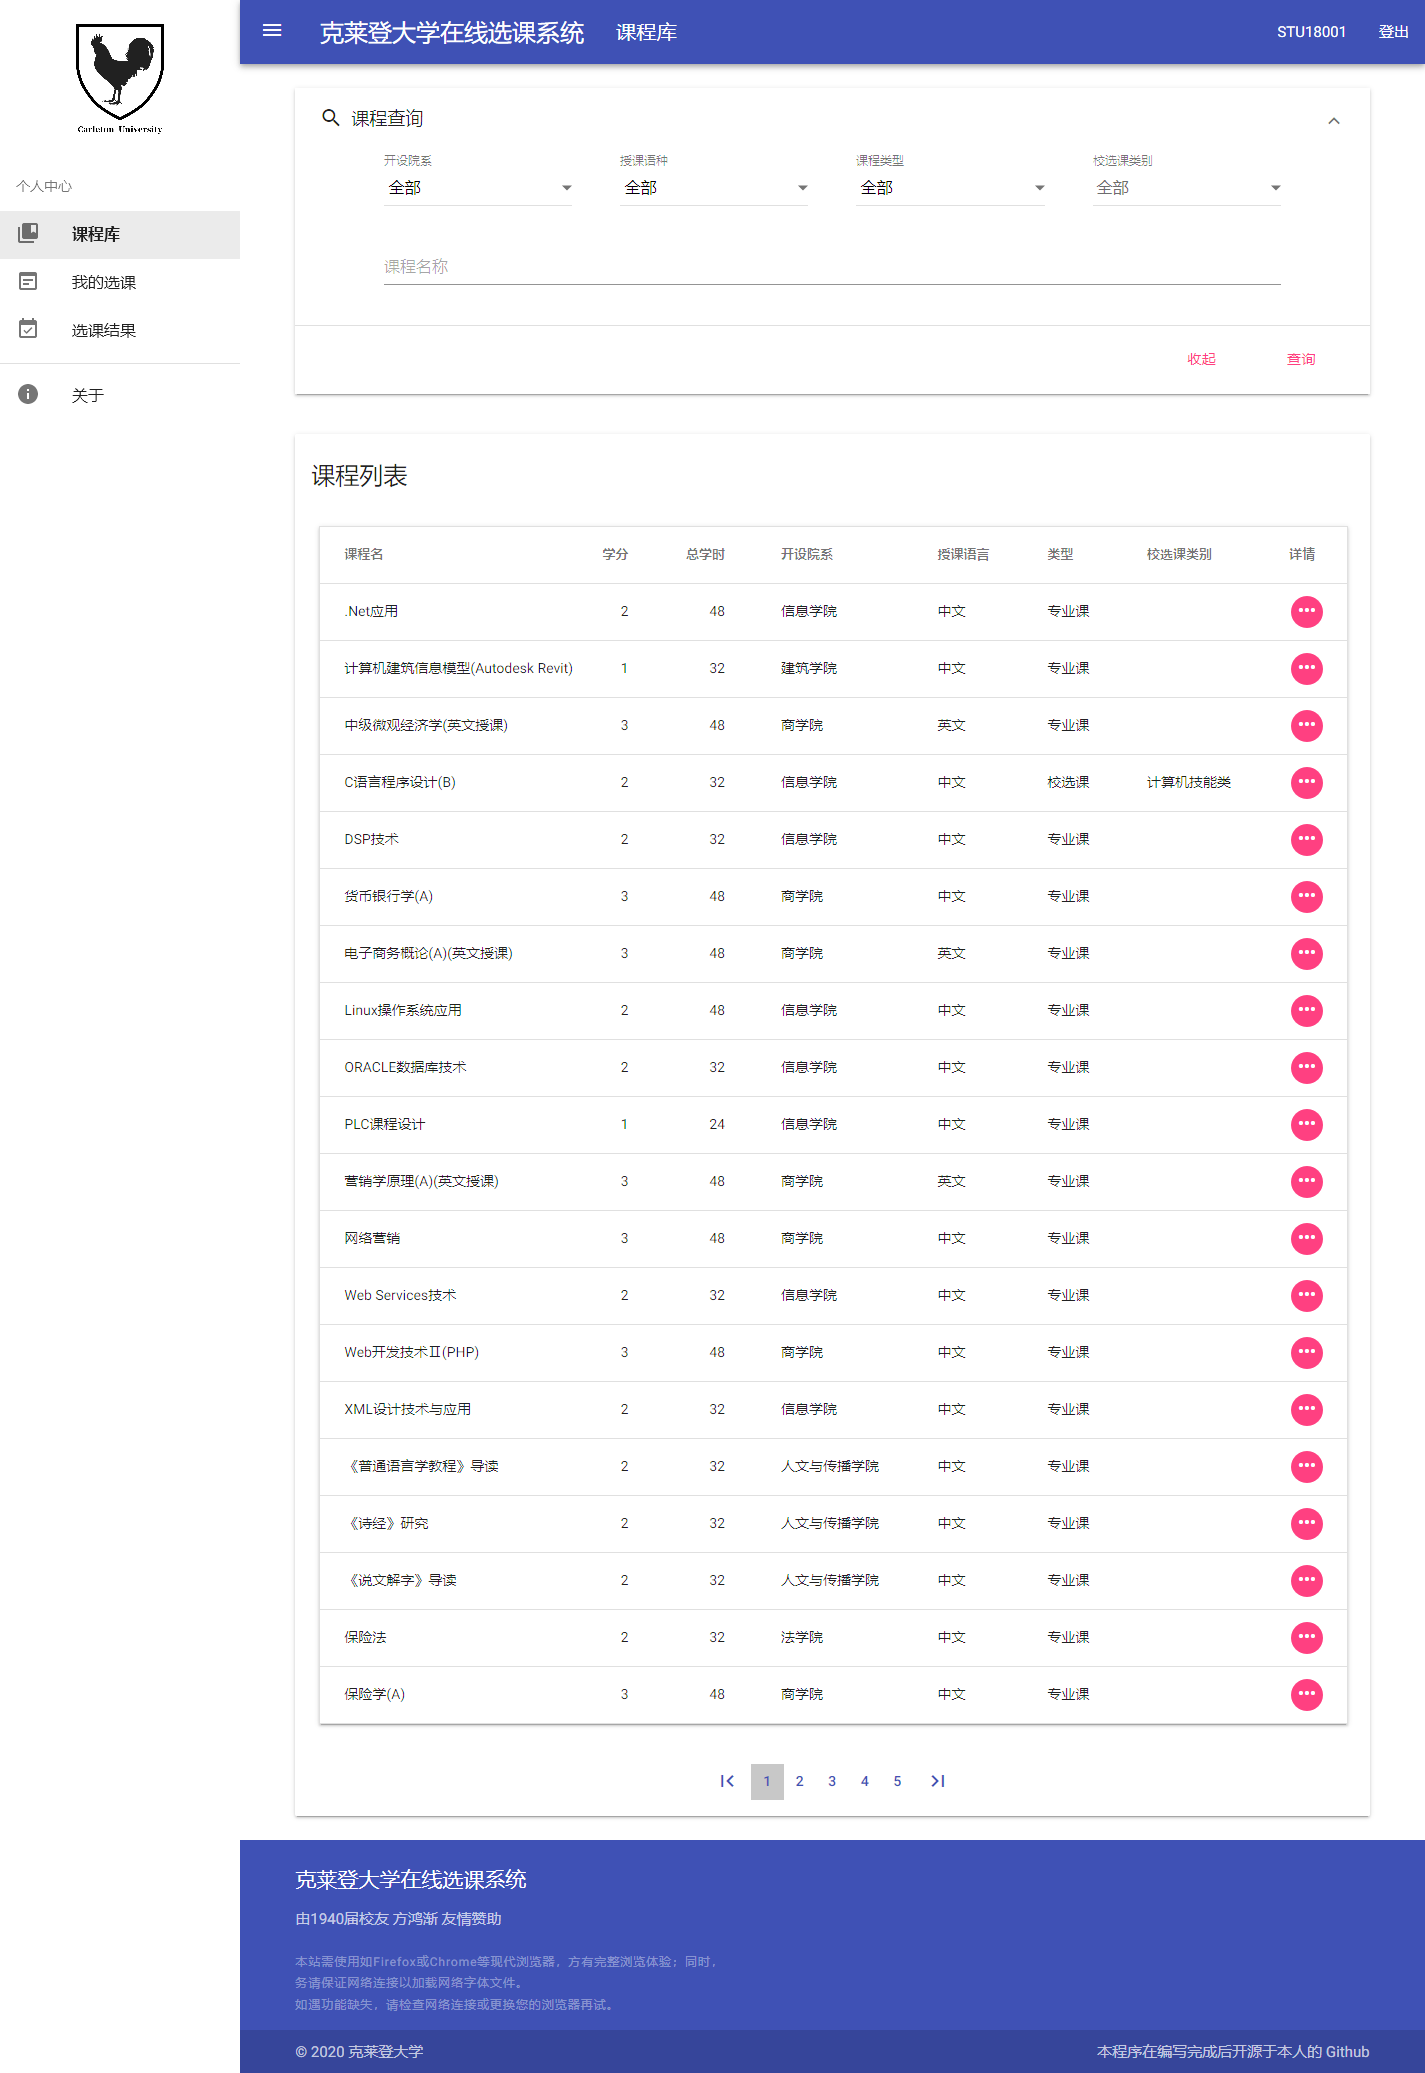 Carleton University
个人中心
课程库
我的选课
选课结果
关于
克莱登大学在线选课系统 课程库 STU18001 登出
课程查询
开设院系 授课语种 课程类型 校选课类别
全部 全部 全部 全部
课程名称
收起 查询
课程列表
课程名 学分 总学时 开设院系 授课语言 类型 校选课类别 详情
.Net应用 2 48 信息学院 中文 专业课
计算机建筑信息模型(Autodesk Revit) 1 32 建筑学院 中文 专业课
中级微观经济学(英文授课) 3 48 商学院 英文 专业课
C语言程序设计(B) 2 32 信息学院 中文 校选课 计算机技能类
DSP技术 2 32 信息学院 中文 专业课
货币银行学(A) 3 48 商学院 中文 专业课
电子商务概论(A)(英文授课) 3 48 商学院 英文 专业课
Linux操作系统应用 2 48 信息学院 中文 专业课
ORACLE数据库技术 2 32 信息学院 中文 专业课
PLC课程设计 1 24 信息学院 中文 专业课
营销学原理(A)(英文授课) 3 48 商学院 英文 专业课
网络营销 3 48 商学院 中文 专业课
Web Services技术 2 32 信息学院 中文 专业课
Web开发技术Ⅱ(PHP) 3 48 商学院 中文 专业课
XML设计技术与应用 2 32 信息学院 中文 专业课
《普通语言学教程》导读 2 32 人文与传播学院 中文 专业课
《诗经》研究 2 32 人文与传播学院 中文 专业课
《说文解字》导读 2 32 人文与传播学院 中文 专业课
保险法 2 32 法学院 中文 专业课
保险学(A) 3 48 商学院 中文 专业课
1 2 3 4 5
克莱登大学在线选课系统
由1940届校友 方鸿渐 友情赞助
本站需使用如Firefox或Chrome等现代浏览器，方有完整浏览体验；同时，
务请保证网络连接以加载网络字体文件。
如遇功能缺失，请检查网络连接或更换您的浏览器再试。
© 2020 克莱登大学 本程序在编写完成后开源于本人的 Github